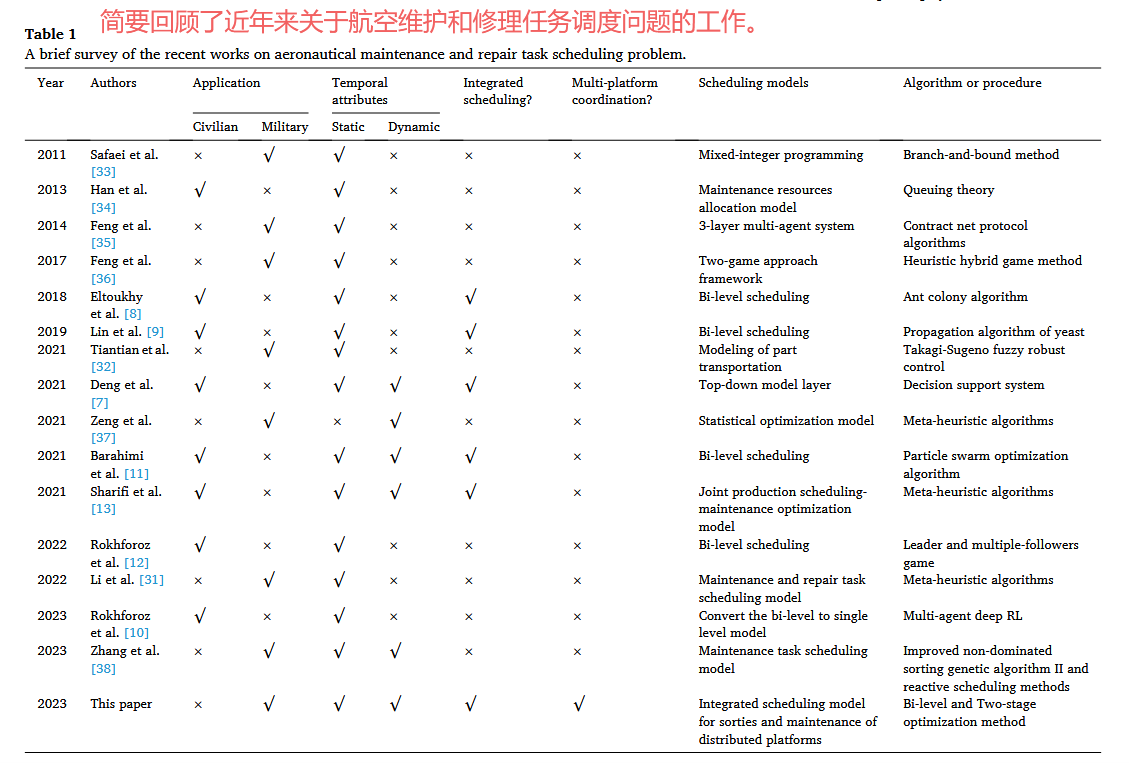 简要回顾了近年来关于航空维护和修理任务调度问题的工作。
Table 1
A brief survey of the recent works on aeronautical maintenance and repair task scheduling problem.
Year Authors Application Temporal attributes Integrated scheduling? Multi-platform coordination? Scheduling models Algorithm or procedure
Civilian Military Static Dynamic
2011 Safaei et al. [33] × √ √ × × × Mixed-integer programming Branch-and-bound method
2013 Han et al. [34] √ × √ × × × Maintenance resources allocation model Queuing theory
2014 Feng et al. [35] × √ √ × × × 3-layer multi-agent system Contract net protocol algorithms
2017 Feng et al. [36] × √ √ × × × Two-game approach framework Heuristic hybrid game method
2018 Eltoukhy et al. [8] √ × √ × √ × Bi-level scheduling Ant colony algorithm
2019 Lin et al. [9] √ × √ × √ × Bi-level scheduling Propagation algorithm of yeast
2021 Tiantian et al. [32] × √ √ × × × Modeling of part transportation Takagi-Sugeno fuzzy robust control
2021 Deng et al. [7] √ × √ √ √ × Top-down model layer Decision support system
2021 Zeng et al. [37] × √ × √ × × Statistical optimization model Meta-heuristic algorithms
2021 Barahimi et al. [11] √ × √ √ √ × Bi-level scheduling Particle swarm optimization algorithm
2021 Sharifi et al. [13] √ × √ √ √ × Joint production scheduling-maintenance optimization model Meta-heuristic algorithms
2022 Rokhforoz et al. [12] √ × √ × × × Bi-level scheduling Leader and multiple-followers game
2022 Li et al. [31] × √ √ × × × Maintenance and repair task scheduling model Meta-heuristic algorithms
2023 Rokhforoz et al. [10] √ × √ × × × Convert the bi-level to single level model Multi-agent deep RL
2023 Zhang et al. [38] × √ √ √ × × Maintenance task scheduling model Improved non-dominated sorting genetic algorithm II and reactive scheduling methods
2023 This paper × √ √ √ √ √ Integrated scheduling model for sorties and maintenance of distributed platforms Bi-level and Two-stage optimization method